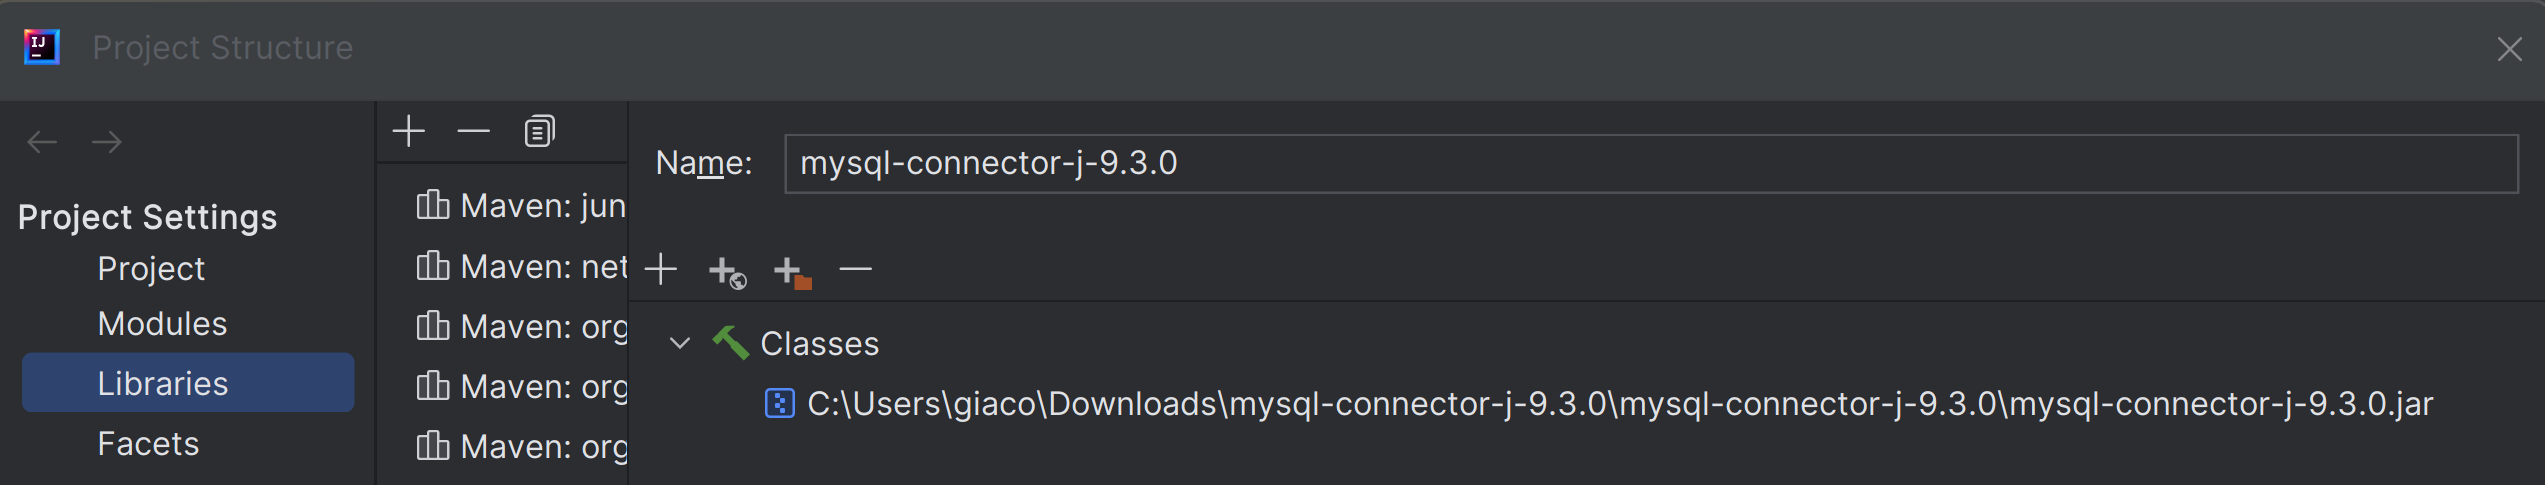 IJ
Project Structure
Project Settings
Project
Modules
Libraries
Facets
Maven: jun
Maven: net
Maven: org
Maven: org
Maven: org
Name: mysql-connector-j-9.3.0
Classes
C:\Users\giaco\Downloads\mysql-connector-j-9.3.0\mysql-connector-j-9.3.0\mysql-connector-j-9.3.0.jar